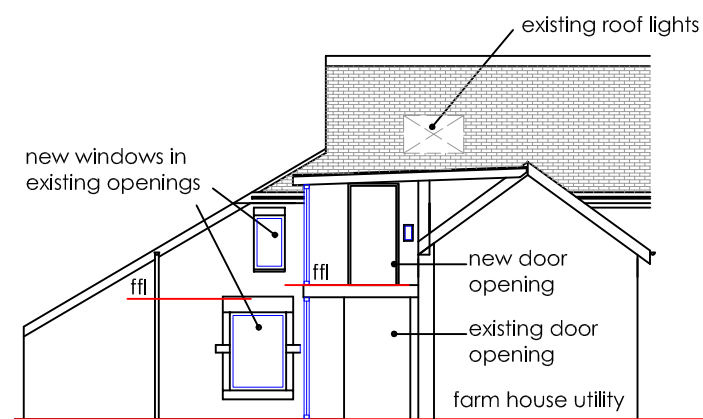 existing roof lights
new windows in
existing openings
ffl
ffl
new door
opening
existing door
opening
farm house utility